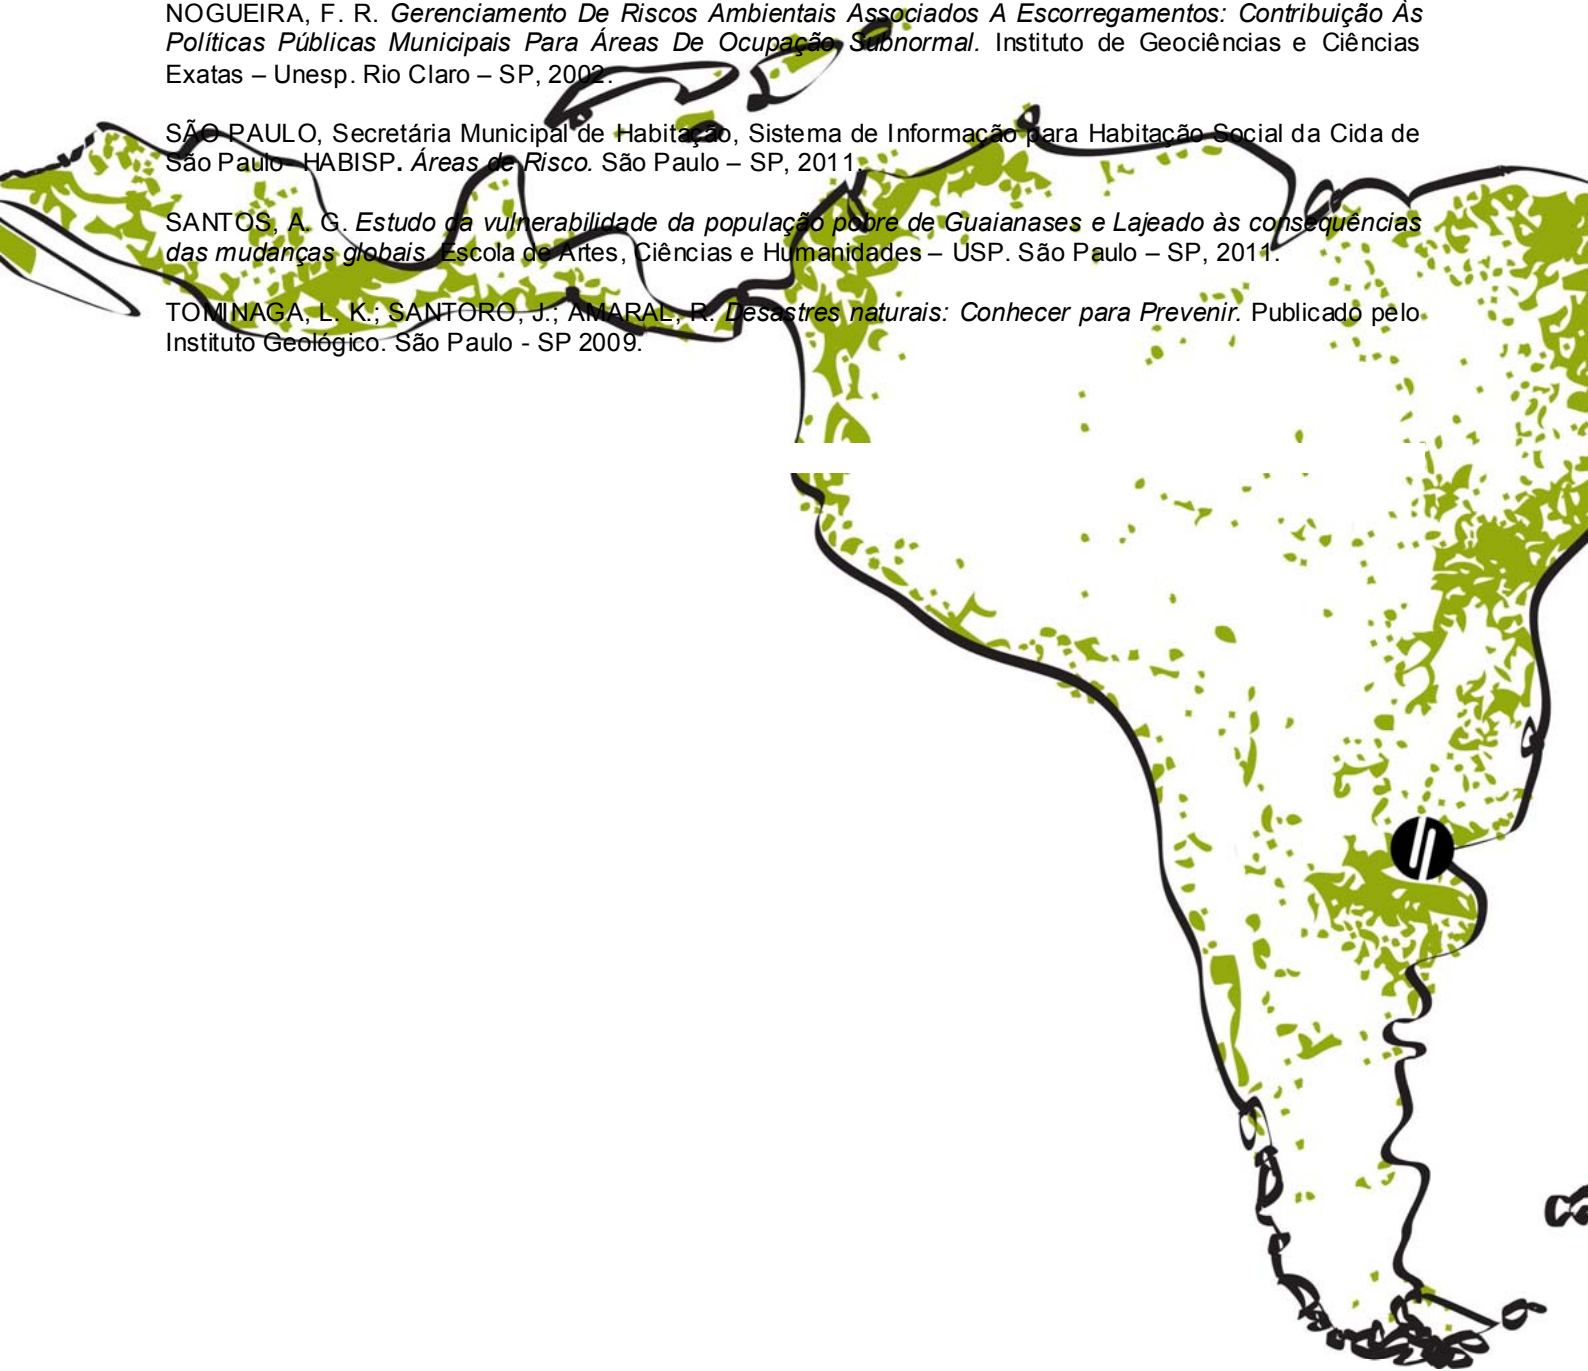 NOGUEIRA, F. R. Gerenciamento De Riscos Ambientais Associados A Escorregamentos: Contribuição Às
Políticas Públicas Municipais Para Áreas De Ocupação Subnormal. Instituto de Geociências e Ciências
Exatas – Unesp. Rio Claro – SP, 2002.
SÃO PAULO, Secretária Municipal de Habitação, Sistema de Informação para Habitação Social da Cida de
São Paulo - HABISP. Áreas de Risco. São Paulo – SP, 2011.
SANTOS, A. G. Estudo da vulnerabilidade da população pobre de Guaianases e Lajeado às consequências
das mudanças globais. Escola de Artes, Ciências e Humanidades – USP. São Paulo – SP, 2011.
TOMINAGA, L. K.; SANTORO, J.; AMARAL, R. Desastres naturais: Conhecer para Prevenir. Publicado pelo
Instituto Geológico. São Paulo - SP 2009.